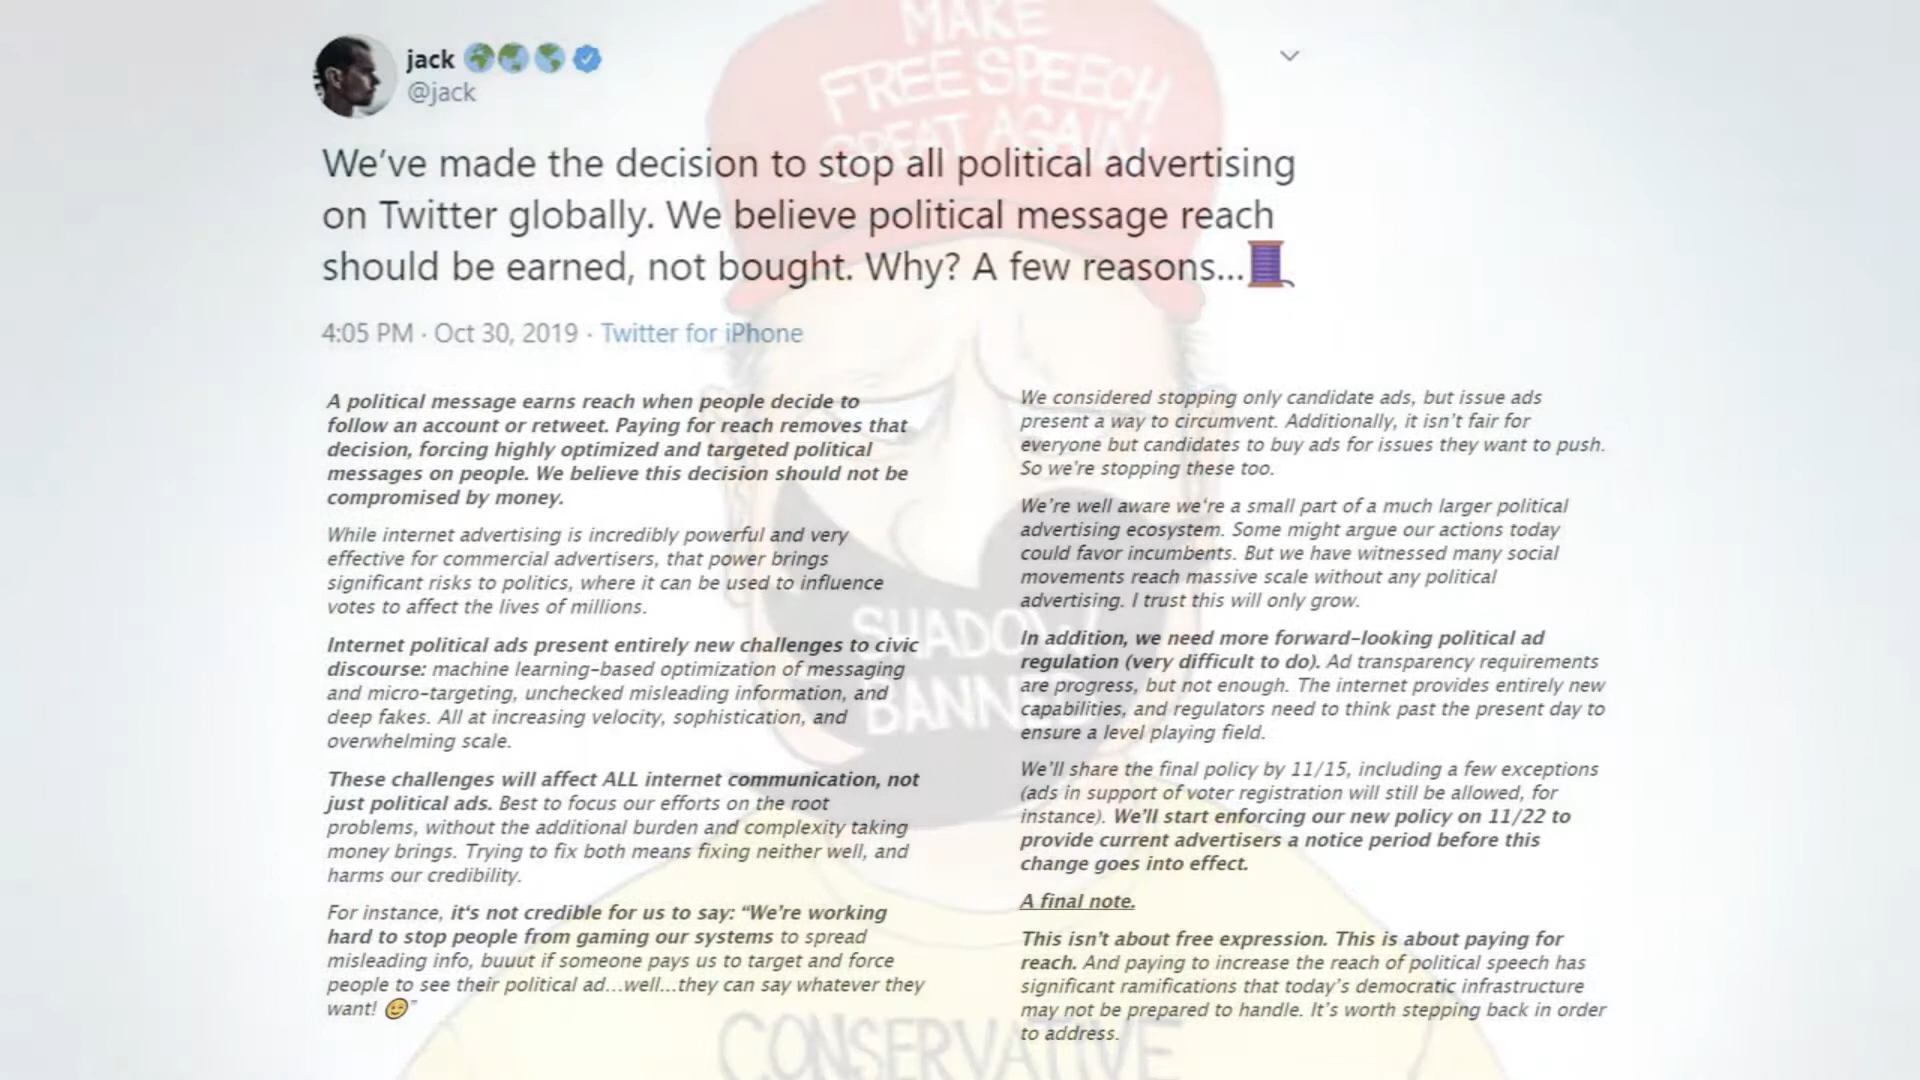 MAKE
FREE SPEECH
GREAT AGAIN
jack
@jack
We've made the decision to stop all political advertising
on Twitter globally. We believe political message reach
should be earned, not bought. Why? A few reasons...
4:05 PM · Oct 30, 2019 · Twitter for iPhone
A political message earns reach when people decide to
follow an account or retweet. Paying for reach removes that
decision, forcing highly optimized and targeted political
messages on people. We believe this decision should not be
compromised by money.
While internet advertising is incredibly powerful and very
effective for commercial advertisers, that power brings
significant risks to politics, where it can be used to influence
votes to affect the lives of millions.
Internet political ads present entirely new challenges to civic
discourse: machine learning-based optimization of messaging
and micro-targeting, unchecked misleading information, and
deep fakes. All at increasing velocity, sophistication, and
overwhelming scale.
These challenges will affect ALL internet communication, not
just political ads. Best to focus our efforts on the root
problems, without the additional burden and complexity taking
money brings. Trying to fix both means fixing neither well, and
harms our credibility.
For instance, it's not credible for us to say: “We're working
hard to stop people from gaming our systems to spread
misleading info, buuut if someone pays us to target and force
people to see their political ad...well...they can say whatever they
want! 😉”
We considered stopping only candidate ads, but issue ads
present a way to circumvent. Additionally, it isn't fair for
everyone but candidates to buy ads for issues they want to push.
So we're stopping these too.
We're well aware we're a small part of a much larger political
advertising ecosystem. Some might argue our actions today
could favor incumbents. But we have witnessed many social
movements reach massive scale without any political
advertising. I trust this will only grow.
In addition, we need more forward-looking political ad
regulation (very difficult to do). Ad transparency requirements
are progress, but not enough. The internet provides entirely new
capabilities, and regulators need to think past the present day to
ensure a level playing field.
We'll share the final policy by 11/15, including a few exceptions
(ads in support of voter registration will still be allowed, for
instance). We'll start enforcing our new policy on 11/22 to
provide current advertisers a notice period before this
change goes into effect.
A final note.
This isn't about free expression. This is about paying for
reach. And paying to increase the reach of political speech has
significant ramifications that today's democratic infrastructure
may not be prepared to handle. It's worth stepping back in order
to address.
SHADOW
BANNED
CONSERVATIVE